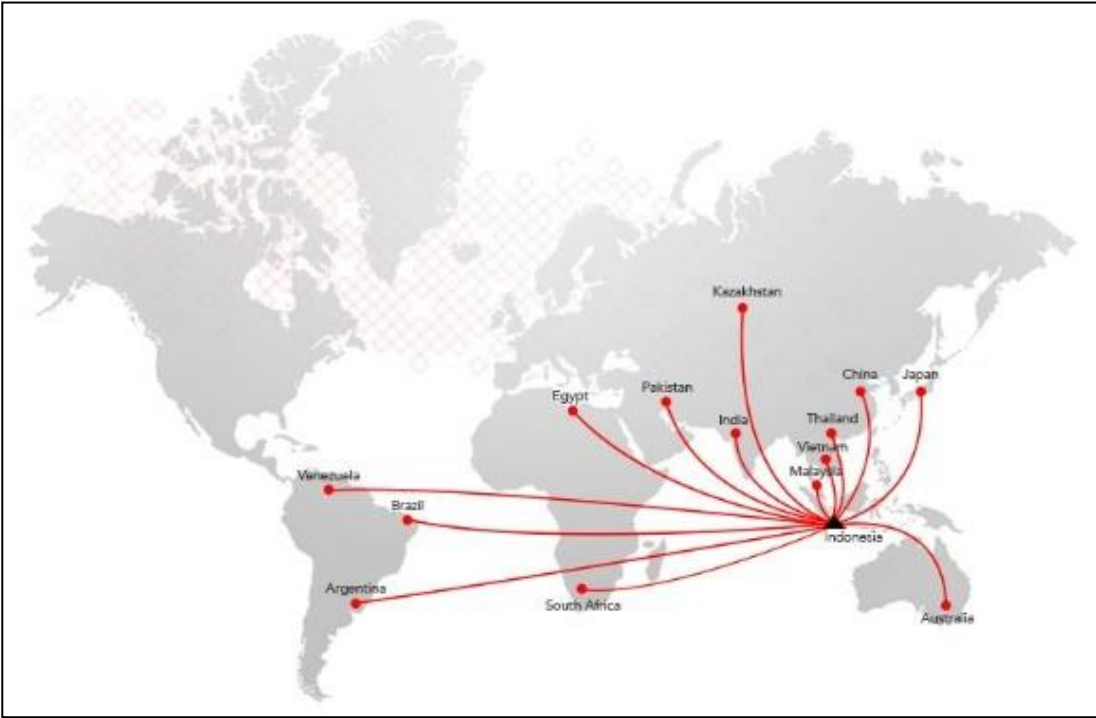 Kazakhstan
China
Japan
Pakistan
Egypt
India
Thailand
Vietnam
Malaysia
Venezuela
Brazil
Indonesia
Argentina
South Africa
Australia